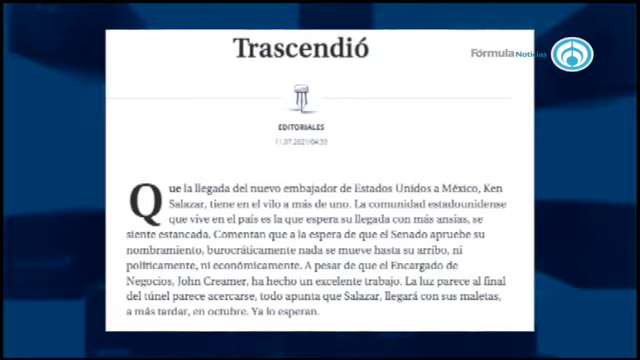 Trascendió
Fórmula Noticias
EDITORIALES
11.07.2021/04:39
Que la llegada del nuevo embajador de Estados Unidos a México, Ken
Salazar, tiene en el vilo a más de uno. La comunidad estadounidense
que vive en el país es la que espera su llegada con más ansias, se
siente estancada. Comentan que a la espera de que el Senado apruebe su
nombramiento, burocráticamente nada se mueve hasta su arribo, ni
políticamente, ni económicamente. A pesar de que el Encargado de
Negocios, John Creamer, ha hecho un excelente trabajo. La luz parece al final
del túnel parece acercarse, todo apunta que Salazar, llegará con sus maletas,
a más tardar, en octubre. Ya lo esperan.